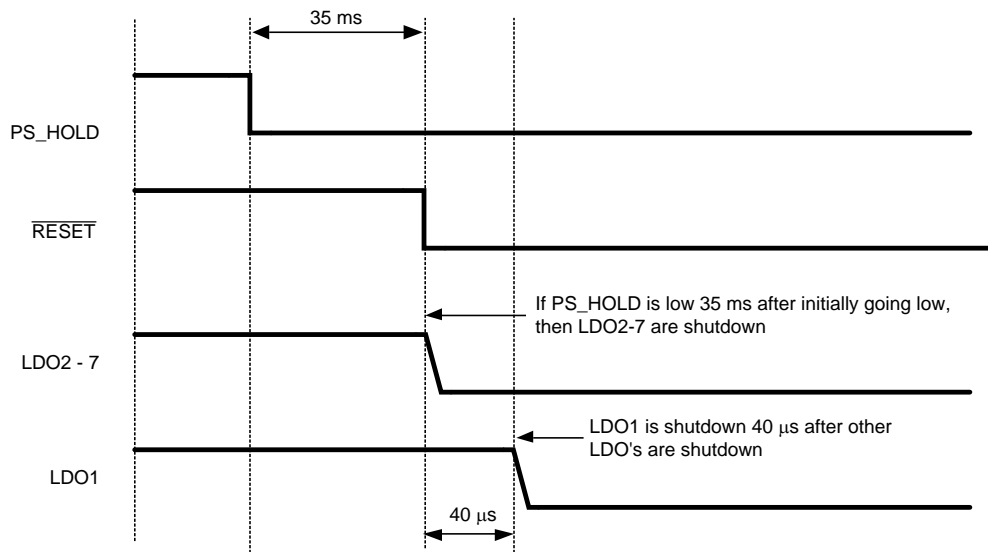 35 ms
PS_HOLD
RESET
If PS_HOLD is low 35 ms after initially going low,
then LDO2-7 are shutdown
LDO2 - 7
LDO1 is shutdown 40 μs after other
LDO's are shutdown
LDO1
40 μs